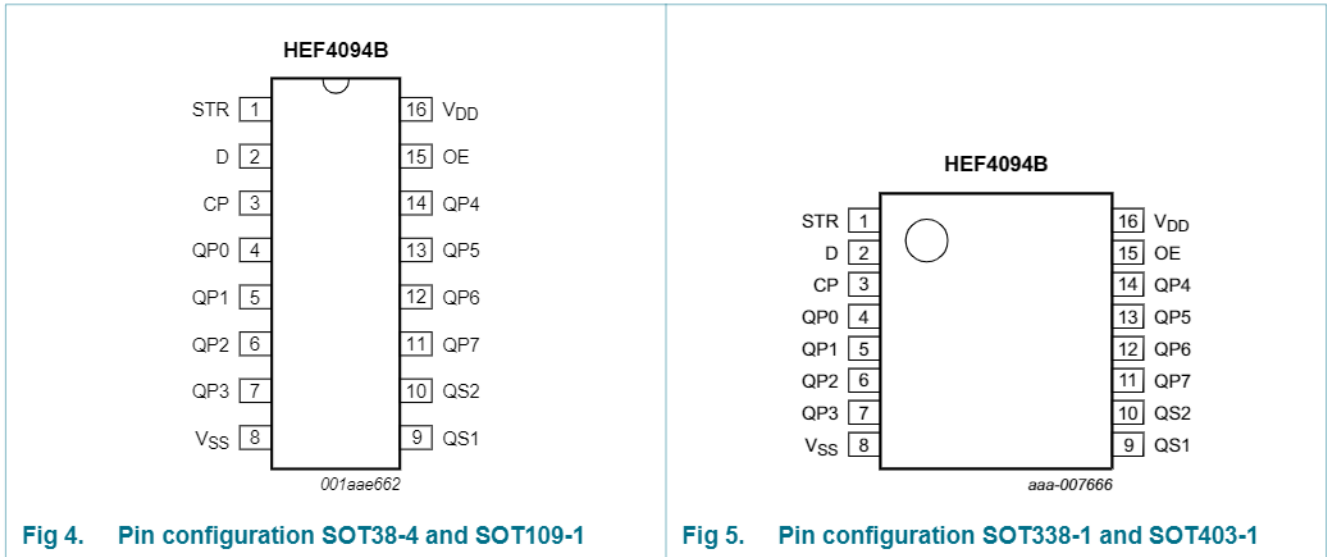 HEF4094B
STR 1 16 VDD
D 2 15 OE
CP 3 14 QP4
QP0 4 13 QP5
QP1 5 12 QP6
QP2 6 11 QP7
QP3 7 10 QS2
VSS 8 9 QS1
001aae662
Fig 4. Pin configuration SOT38-4 and SOT109-1
HEF4094B
STR 1 16 VDD
D 2 15 OE
CP 3 14 QP4
QP0 4 13 QP5
QP1 5 12 QP6
QP2 6 11 QP7
QP3 7 10 QS2
VSS 8 9 QS1
aaa-007666
Fig 5. Pin configuration SOT338-1 and SOT403-1